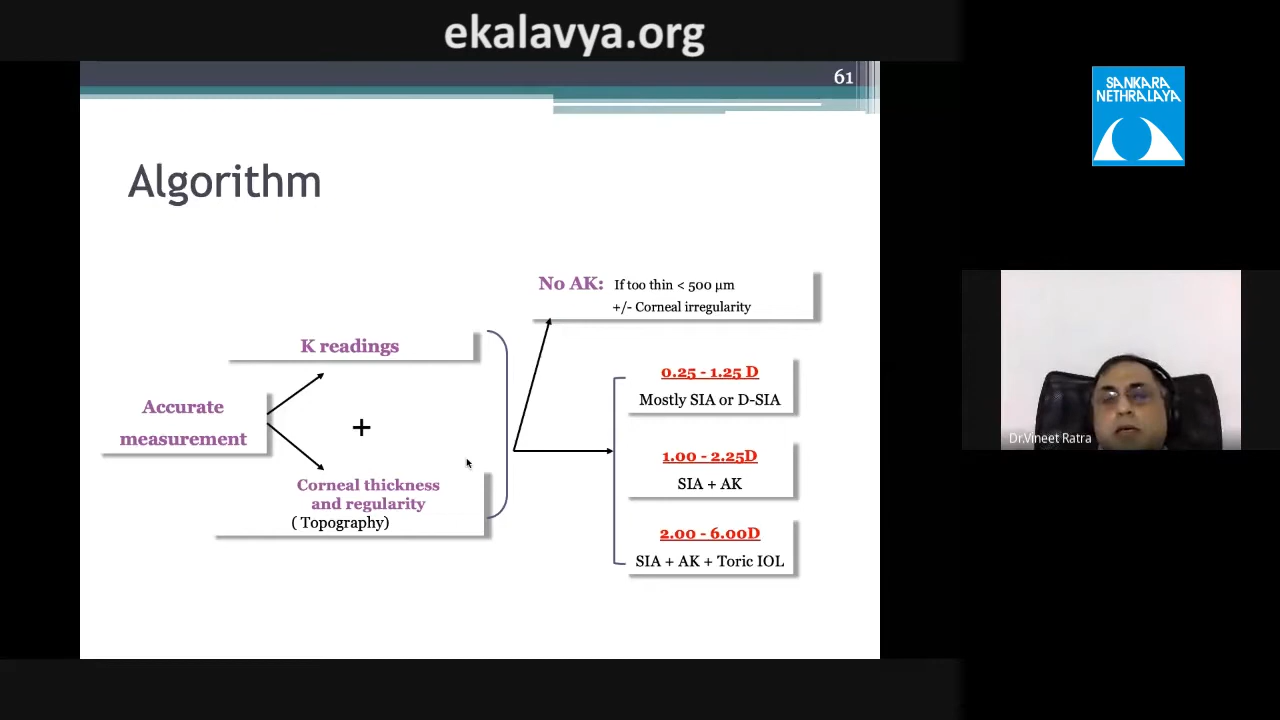 ekalavya.org
61
SANKARA
NETHRALAYA
Algorithm
No AK: If too thin < 500 µm
+/- Corneal irregularity
K readings
Accurate
measurement
+
Corneal thickness
and regularity
( Topography)
0.25 - 1.25 D
Mostly SIA or D-SIA
1.00 - 2.25D
SIA + AK
2.00 - 6.00D
SIA + AK + Toric IOL
Dr.Vineet Ratra